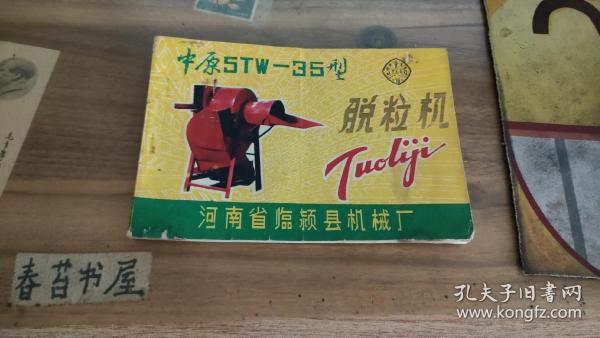 中原5TW-35型
脱粒机
Tuoliji
河南省临颍县机械厂
春苔书屋
孔夫子旧书网
www.kongfz.com